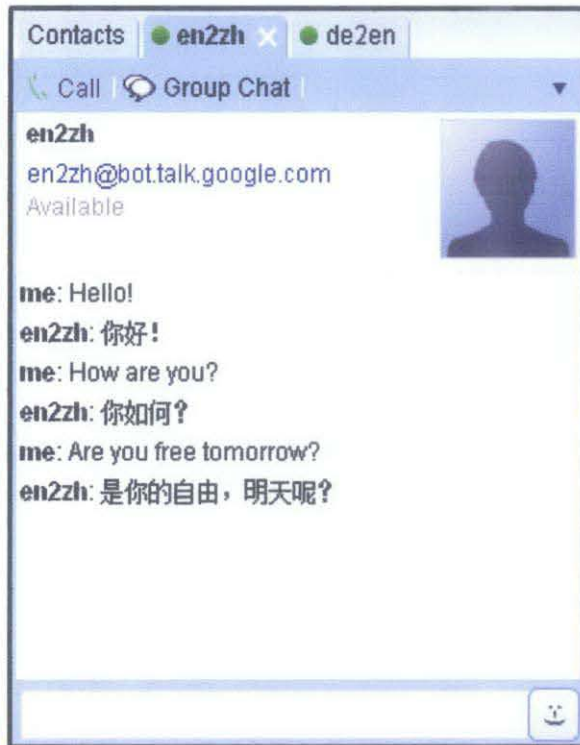 Contacts en2zh de2en
Call Group Chat
en2zh
en2zh@bot.talk.google.com
Available
me: Hello!
en2zh: 你好!
me: How are you?
en2zh: 你如何?
me: Are you free tomorrow?
en2zh: 是你的自由，明天呢?